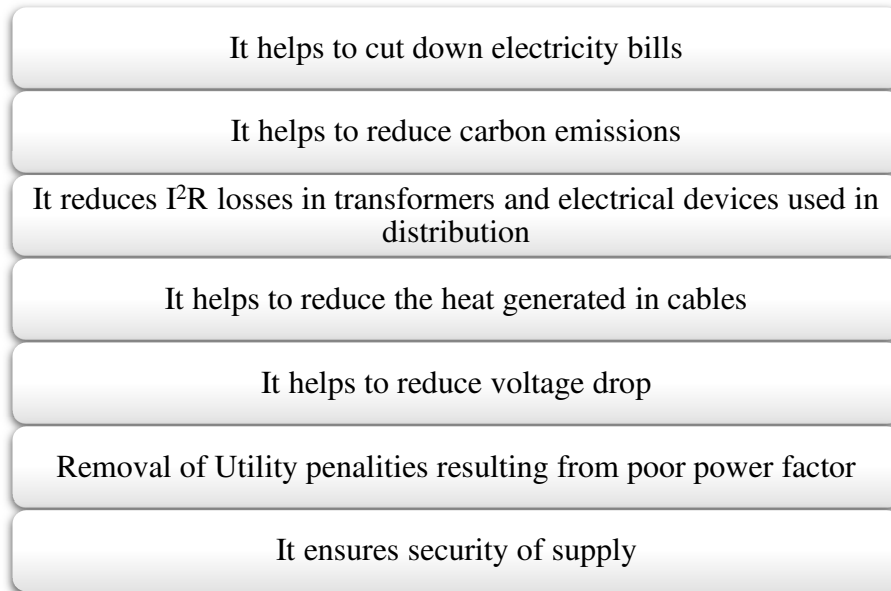 It helps to cut down electricity bills
It helps to reduce carbon emissions
It reduces I²R losses in transformers and electrical devices used in
distribution
It helps to reduce the heat generated in cables
It helps to reduce voltage drop
Removal of Utility penalities resulting from poor power factor
It ensures security of supply